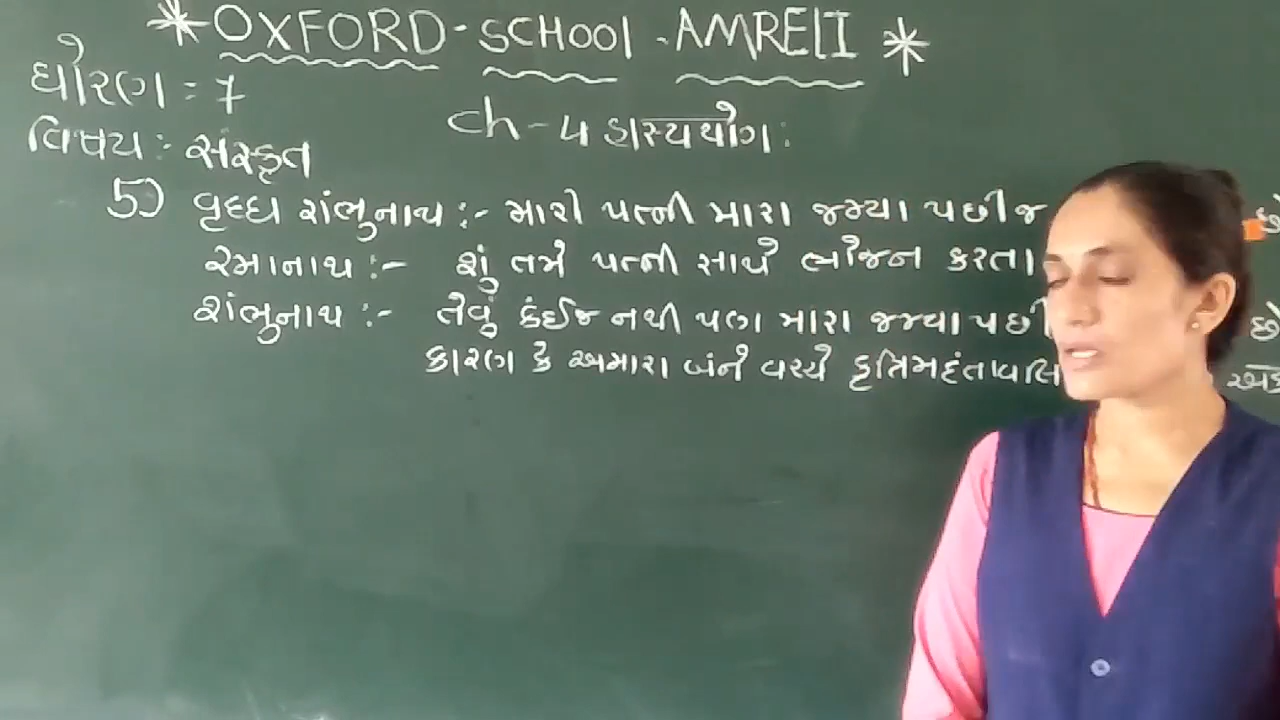 * OXFORD - SCHOOL - AMRELI *
ધોરણ = 7
વિષય :- સંસ્કૃત
ch - ૫ હાસ્યયોગ :
5) વૃદ્ધ શંભુનાથ :- મારી પત્ની મારા જમ્યા પછી જ છે
રમાનાથ :- શું તમે પત્ની સાથે ભોજન કરતા
શંભુનાથ :- તેવું કંઈજ નથી પણ મારા જમ્યા પછી છે
કારણ કે અમારા બંને વચ્ચે કૃત્રિમદંતાવલિ